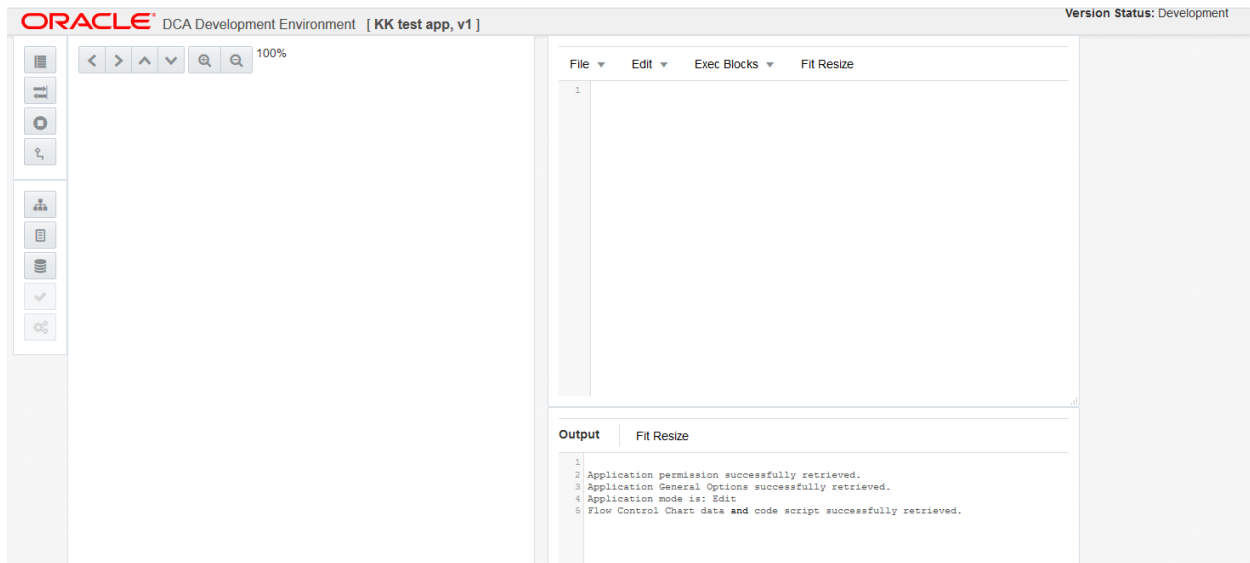 ORACLE® DCA Development Environment [ KK test app, v1 ]
Version Status: Development
100%
File Edit Exec Blocks Fit Resize
1
Output Fit Resize
1
2 Application permission successfully retrieved.
3 Application General Options successfully retrieved.
4 Application mode is: Edit
5 Flow Control Chart data and code script successfully retrieved.